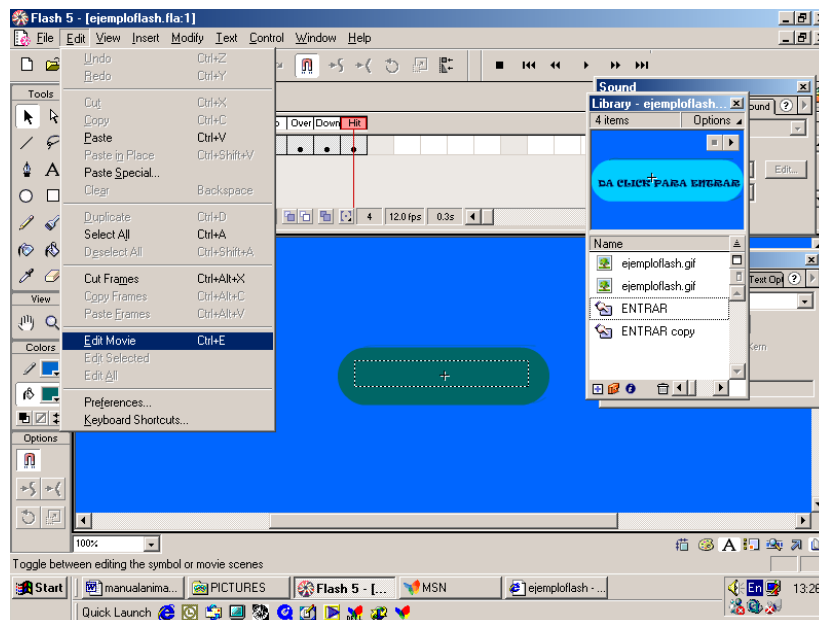 Flash 5 - [ejemploflash.fla:1]
File Edit View Insert Modify Text Control Window Help
Undo Ctrl+Z
Redo Ctrl+Y
Cut Ctrl+X
Copy Ctrl+C
Paste Ctrl+V
Paste in Place Ctrl+Shift+V
Paste Special...
Clear Backspace
Duplicate Ctrl+D
Select All Ctrl+A
Deselect All Ctrl+Shift+A
Cut Frames Ctrl+Alt+X
Copy Frames Ctrl+Alt+C
Paste Frames Ctrl+Alt+V
Edit Movie Ctrl+E
Edit Selected
Edit All
Preferences...
Keyboard Shortcuts...
Tools
View
Colors
Options
Over Down Hit
4 12.0 fps 0.3s
Sound
Library - ejemploflash...
4 items Options
DA CLICK PARA ENTRAR
Name
ejemploflash.gif
ejemploflash.gif
ENTRAR
ENTRAR copy
Edit...
Text Opt
Kern
100%
Toggle between editing the symbol or movie scenes
Start manualanima... PICTURES Flash 5 - [... MSN ejemploflash - ... En 13:26
Quick Launch